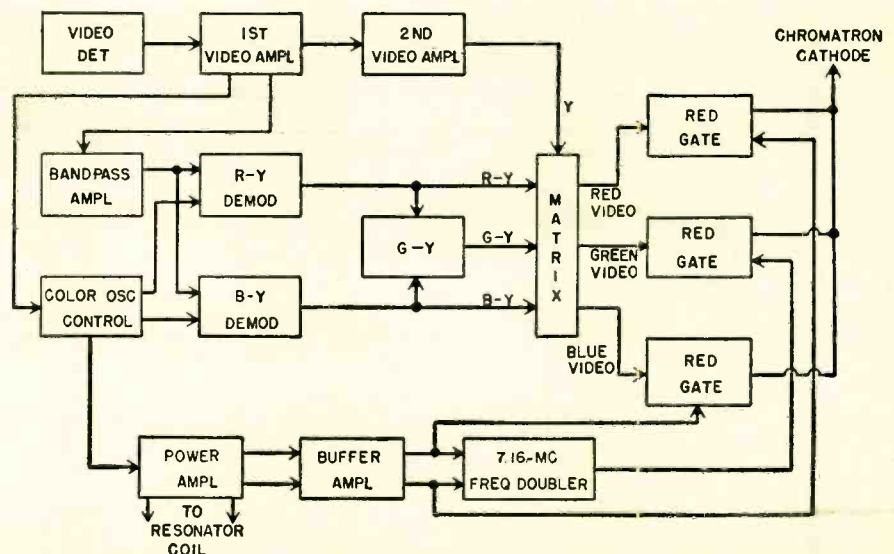 VIDEO
DET
1ST
VIDEO AMPL
2ND
VIDEO AMPL
CHROMATRON
CATHODE
Y
RED
GATE
BANDPASS
AMPL
R-Y
DEMOD
R-Y
M
A
T
R
I
X
RED
VIDEO
G-Y
G-Y
GREEN
VIDEO
RED
GATE
COLOR OSC
CONTROL
B-Y
DEMOD
B-Y
BLUE
VIDEO
RED
GATE
POWER
AMPL
BUFFER
AMPL
7.16-MC
FREQ DOUBLER
TO
RESONATOR
COIL